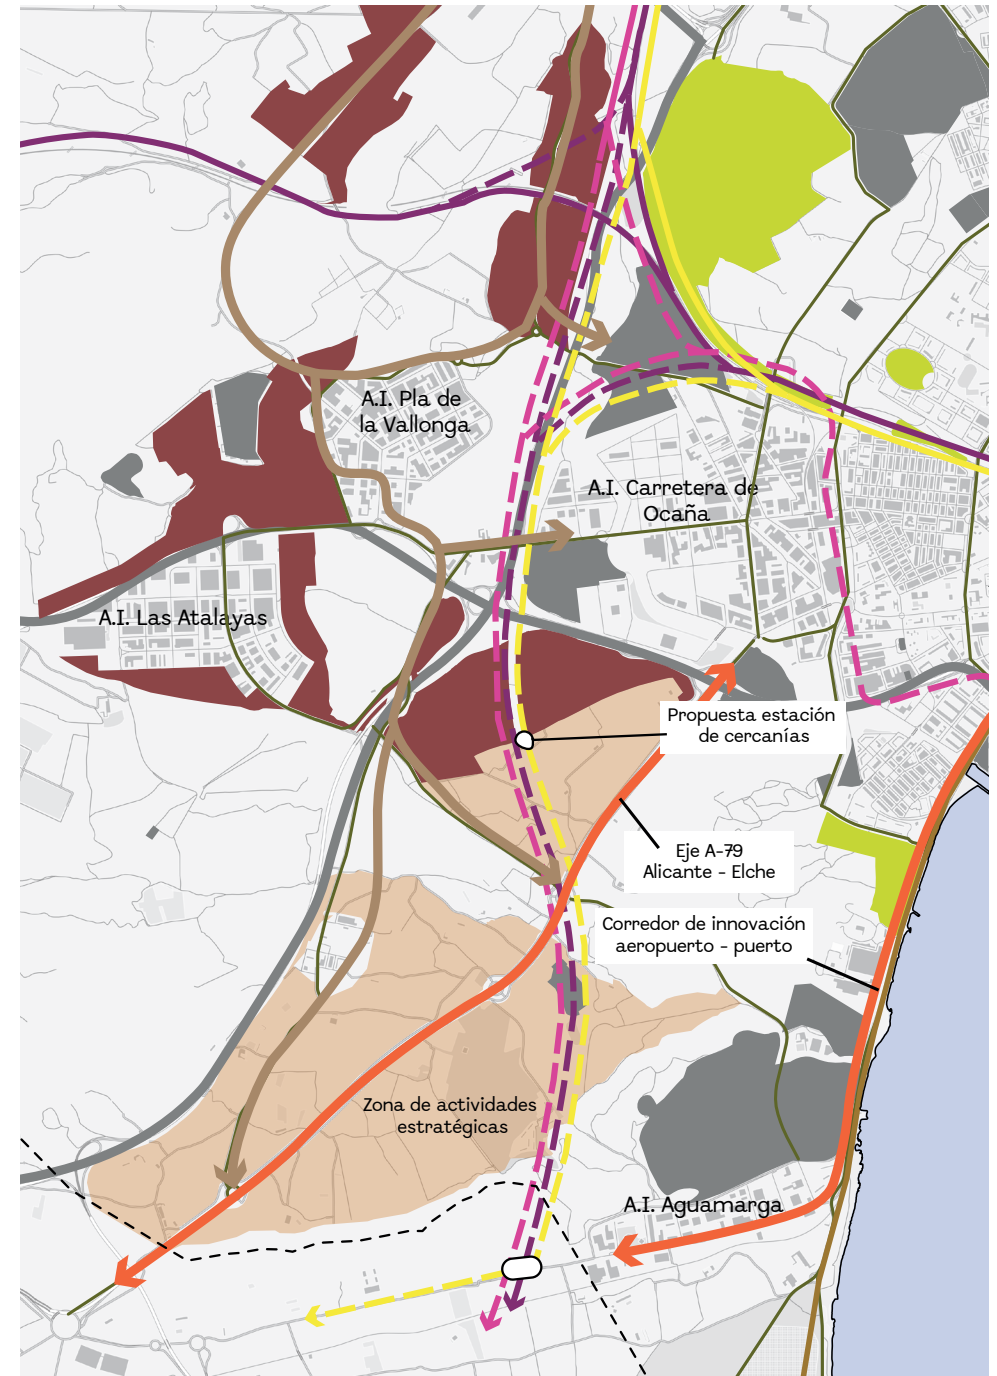 A.I. Pla de
la Vallonga
A.I. Carretera de
Ocaña
A.I. Las Atalayas
Propuesta estación
de cercanías
Eje A-79
Alicante - Elche
Corredor de innovación
aeropuerto - puerto
Zona de actividades
estratégicas
A.I. Aguamarga